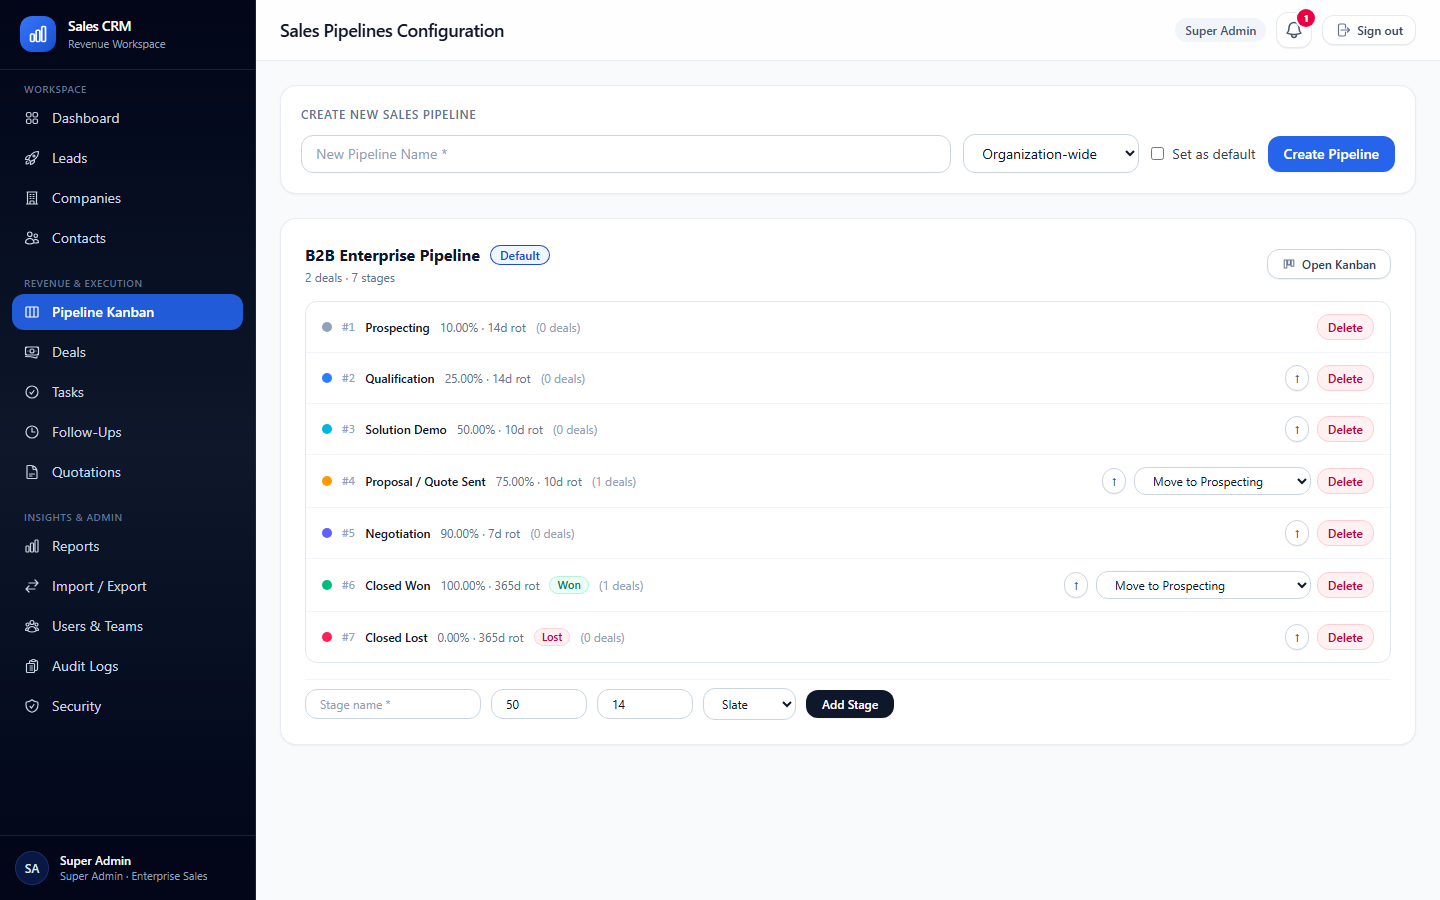 Sales CRM
Revenue Workspace
WORKSPACE
Dashboard
Leads
Companies
Contacts
REVENUE & EXECUTION
Pipeline Kanban
Deals
Tasks
Follow-Ups
Quotations
INSIGHTS & ADMIN
Reports
Import / Export
Users & Teams
Audit Logs
Security
SA
Super Admin
Super Admin · Enterprise Sales
Sales Pipelines Configuration
Super Admin
1
Sign out
CREATE NEW SALES PIPELINE
New Pipeline Name *
Organization-wide
Set as default
Create Pipeline
B2B Enterprise Pipeline Default
2 deals · 7 stages
Open Kanban
#1 Prospecting 10.00% · 14d rot (0 deals) Delete
#2 Qualification 25.00% · 14d rot (0 deals) ↑ Delete
#3 Solution Demo 50.00% · 10d rot (0 deals) ↑ Delete
#4 Proposal / Quote Sent 75.00% · 10d rot (1 deals) ↑ Move to Prospecting Delete
#5 Negotiation 90.00% · 7d rot (0 deals) ↑ Delete
#6 Closed Won 100.00% · 365d rot Won (1 deals) ↑ Move to Prospecting Delete
#7 Closed Lost 0.00% · 365d rot Lost (0 deals) ↑ Delete
Stage name * 50 14 Slate Add Stage